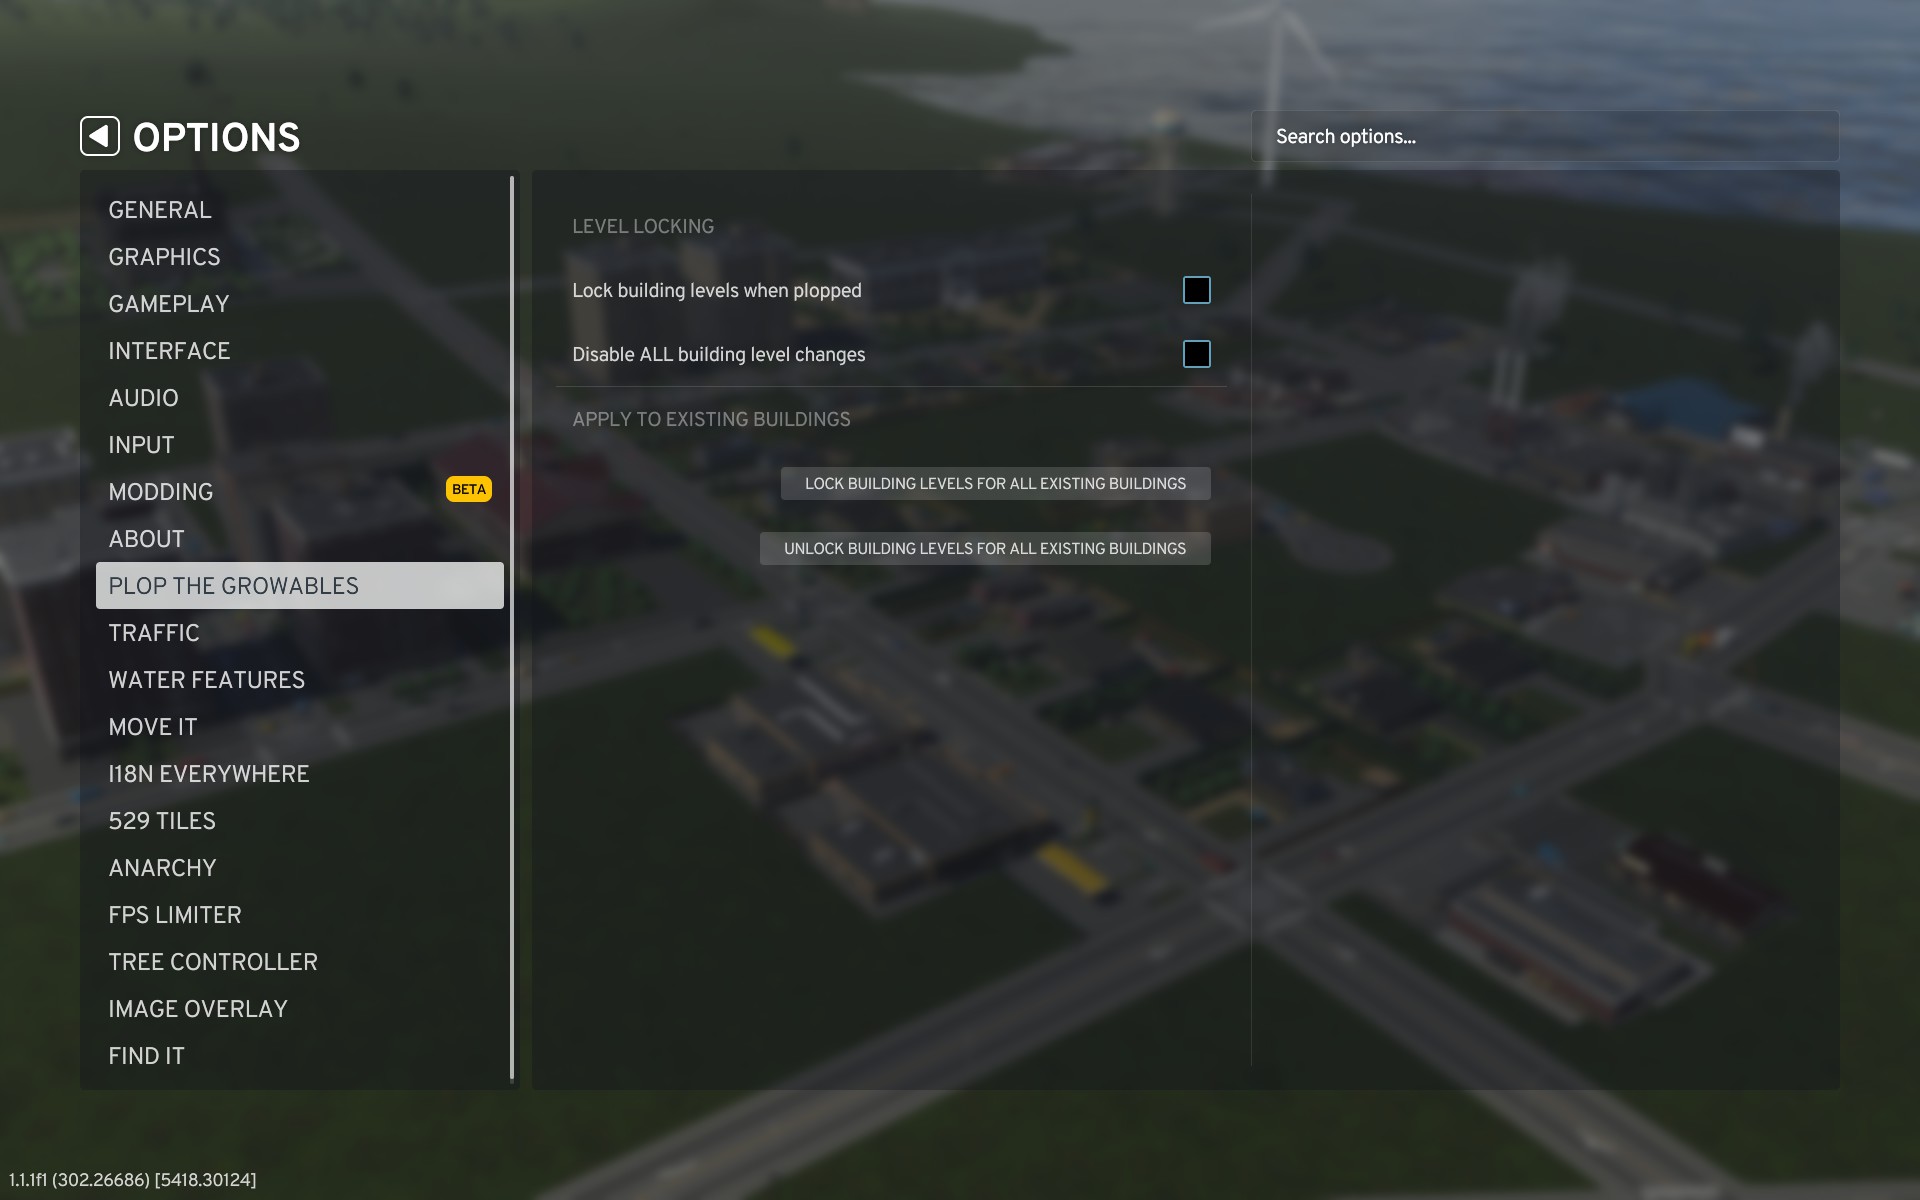 OPTIONS
Search options...
GENERAL
GRAPHICS
GAMEPLAY
INTERFACE
AUDIO
INPUT
MODDING
BETA
ABOUT
PLOP THE GROWABLES
TRAFFIC
WATER FEATURES
MOVE IT
I18N EVERYWHERE
529 TILES
ANARCHY
FPS LIMITER
TREE CONTROLLER
IMAGE OVERLAY
FIND IT
LEVEL LOCKING
Lock building levels when plopped
Disable ALL building level changes
APPLY TO EXISTING BUILDINGS
LOCK BUILDING LEVELS FOR ALL EXISTING BUILDINGS
UNLOCK BUILDING LEVELS FOR ALL EXISTING BUILDINGS
1.1.1f1 (302.26686) [5418.30124]